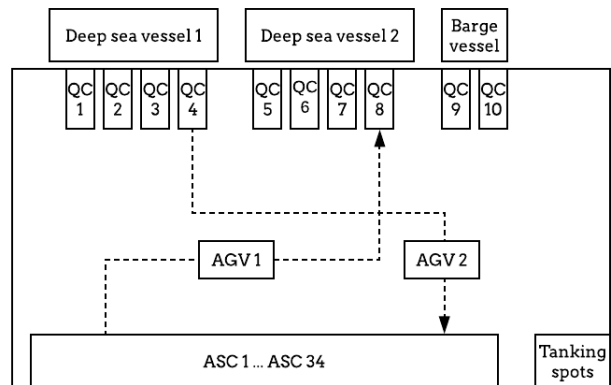 Deep sea vessel 1
Deep sea vessel 2
Barge
vessel
QC
1
QC
2
QC
3
QC
4
QC
5
QC
6
QC
7
QC
8
QC
9
QC
10
AGV 1
AGV 2
ASC 1 ... ASC 34
Tanking
spots